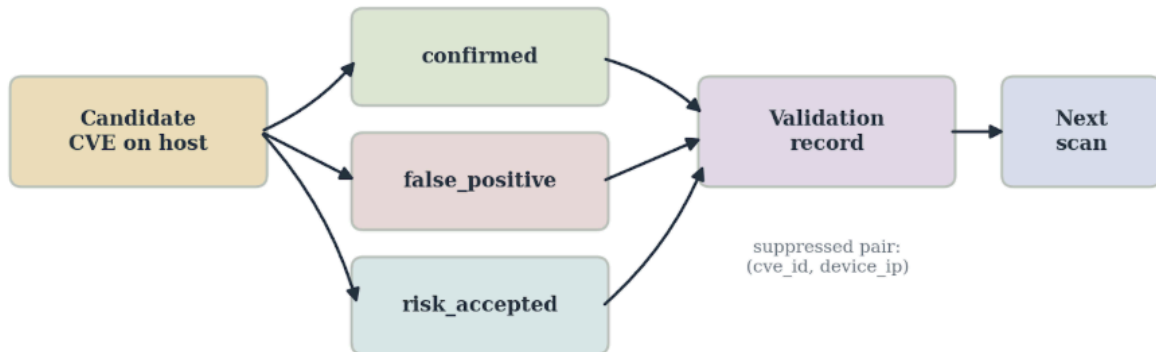 Candidate
CVE on host
confirmed
false_positive
risk_accepted
Validation
record
suppressed pair:
(cve_id, device_ip)
Next
scan